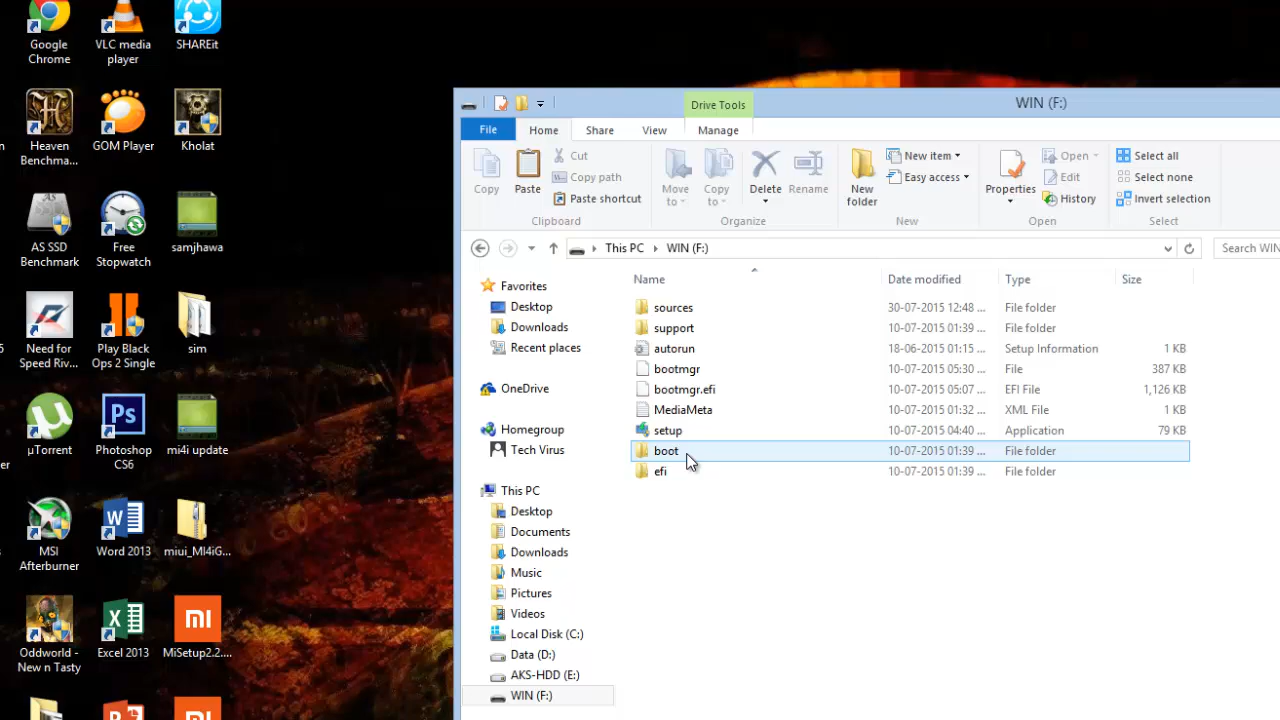 Google
Chrome
VLC media
player
SHAREit
Heaven
Benchma...
GOM Player
Kholat
AS SSD
Benchmark
Free
Stopwatch
samjhawa
Need for
Speed Riv...
Play Black
Ops 2 Single
sim
µTorrent
Photoshop
CS6
mi4i update
MSI
Afterburner
Word 2013
miui_MI4iG...
Oddworld -
New n Tasty
Excel 2013
MiSetup2.2....
WIN (F:)
Drive Tools
File
Home
Share
View
Manage
Copy
Paste
Cut
Copy path
Paste shortcut
Clipboard
Move
to
Copy
to
Delete
Rename
Organize
New
folder
New item
Easy access
New
Properties
Open
Edit
History
Open
Select all
Select none
Invert selection
Select
This PC
WIN (F:)
Search WIN
Favorites
Desktop
Downloads
Recent places
OneDrive
Homegroup
Tech Virus
This PC
Desktop
Documents
Downloads
Music
Pictures
Videos
Local Disk (C:)
Data (D:)
AKS-HDD (E:)
WIN (F:)
Name Date modified Type Size
sources 30-07-2015 12:48 ... File folder
support 10-07-2015 01:39 ... File folder
autorun 18-06-2015 01:15 ... Setup Information 1 KB
bootmgr 10-07-2015 05:30 ... File 387 KB
bootmgr.efi 10-07-2015 05:07 ... EFI File 1,126 KB
MediaMeta 10-07-2015 01:32 ... XML File 1 KB
setup 10-07-2015 04:40 ... Application 79 KB
boot 10-07-2015 01:39 ... File folder
efi 10-07-2015 01:39 ... File folder